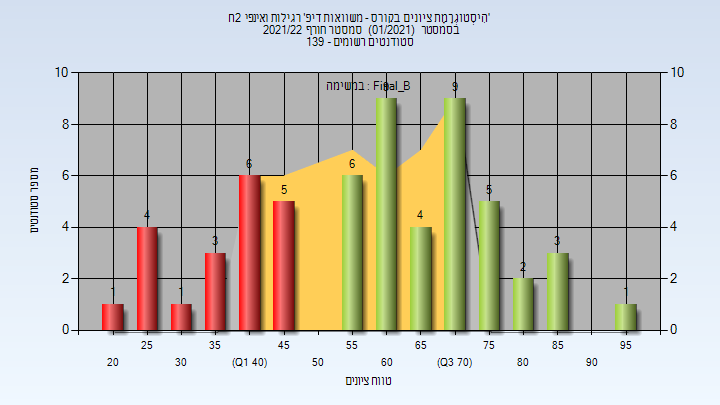 היסטוגרמת ציונים בקורס - משוואות דיפ' רגילות ואינפי 2ח'
בסמסטר (01/2021) סמסטר חורף 2021/22
סטודנטים רשומים - 139
במשימה : Final_B
מספר סטודנטים
10 10
8 8
6 6
4 4
2 2
0 0
1 4 1 3 6 5 6 9 4 9 5 2 3 1
25 35 45 55 65 75 85 95
20 30 (Q1 40) 50 60 (Q3 70) 80 90
טווח ציונים